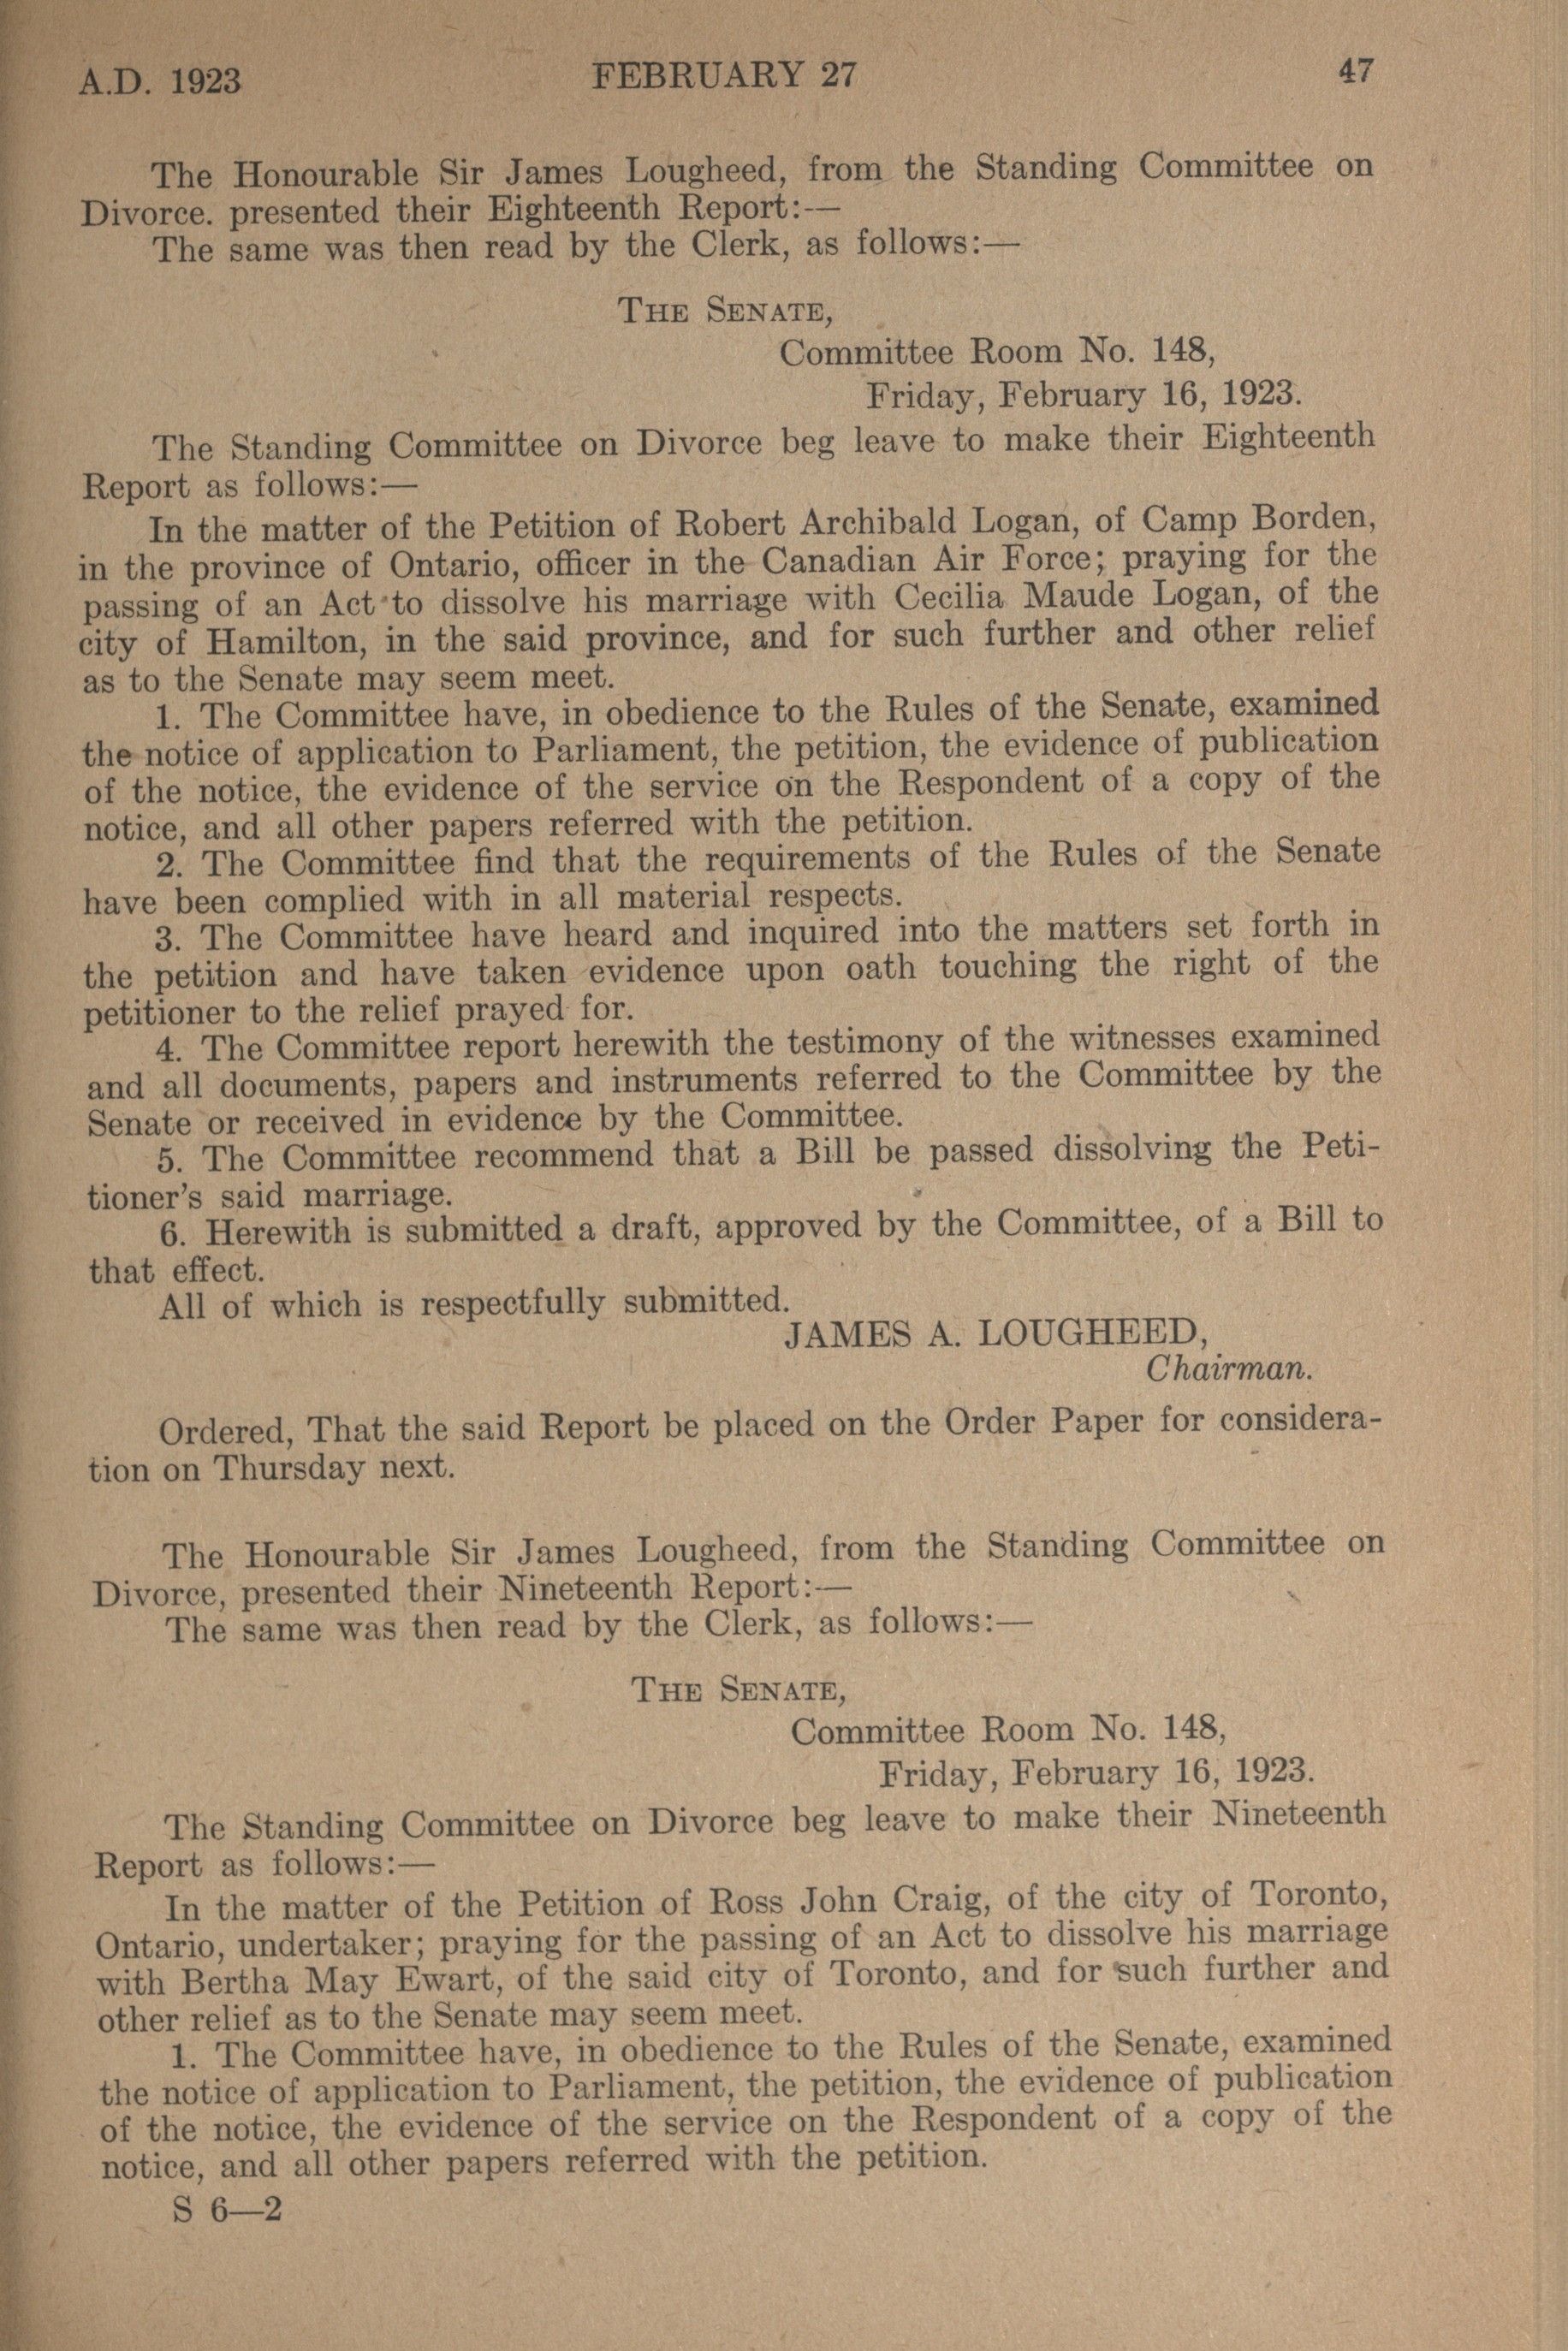 A.D. 1923 FEBRUARY 27 47
The Honourable Sir James Lougheed, from the Standing Committee on
Divorce. presented their Eighteenth Report:—
The same was then read by the Clerk, as follows:—
THE SENATE,
Committee Room No. 148,
Friday, February 16, 1923.
The Standing Committee on Divorce beg leave to make their Eighteenth
Report as follows:—
In the matter of the Petition of Robert Archibald Logan, of Camp Borden,
in the province of Ontario, officer in the Canadian Air Force; praying for the
passing of an Act to dissolve his marriage with Cecilia Maude Logan, of the
city of Hamilton, in the said province, and for such further and other relief
as to the Senate may seem meet.
1. The Committee have, in obedience to the Rules of the Senate, examined
the notice of application to Parliament, the petition, the evidence of publication
of the notice, the evidence of the service on the Respondent of a copy of the
notice, and all other papers referred with the petition.
2. The Committee find that the requirements of the Rules of the Senate
have been complied with in all material respects.
3. The Committee have heard and inquired into the matters set forth in
the petition and have taken evidence upon oath touching the right of the
petitioner to the relief prayed for.
4. The Committee report herewith the testimony of the witnesses examined
and all documents, papers and instruments referred to the Committee by the
Senate or received in evidence by the Committee.
5. The Committee recommend that a Bill be passed dissolving the Peti-
tioner's said marriage.
6. Herewith is submitted a draft, approved by the Committee, of a Bill to
that effect.
All of which is respectfully submitted.
JAMES A. LOUGHEED,
Chairman.
Ordered, That the said Report be placed on the Order Paper for considera-
tion on Thursday next.
The Honourable Sir James Lougheed, from the Standing Committee on
Divorce, presented their Nineteenth Report:—
The same was then read by the Clerk, as follows:—
THE SENATE,
Committee Room No. 148,
Friday, February 16, 1923.
The Standing Committee on Divorce beg leave to make their Nineteenth
Report as follows:—
In the matter of the Petition of Ross John Craig, of the city of Toronto,
Ontario, undertaker; praying for the passing of an Act to dissolve his marriage
with Bertha May Ewart, of the said city of Toronto, and for such further and
other relief as to the Senate may seem meet.
1. The Committee have, in obedience to the Rules of the Senate, examined
the notice of application to Parliament, the petition, the evidence of publication
of the notice, the evidence of the service on the Respondent of a copy of the
notice, and all other papers referred with the petition.
S 6—2